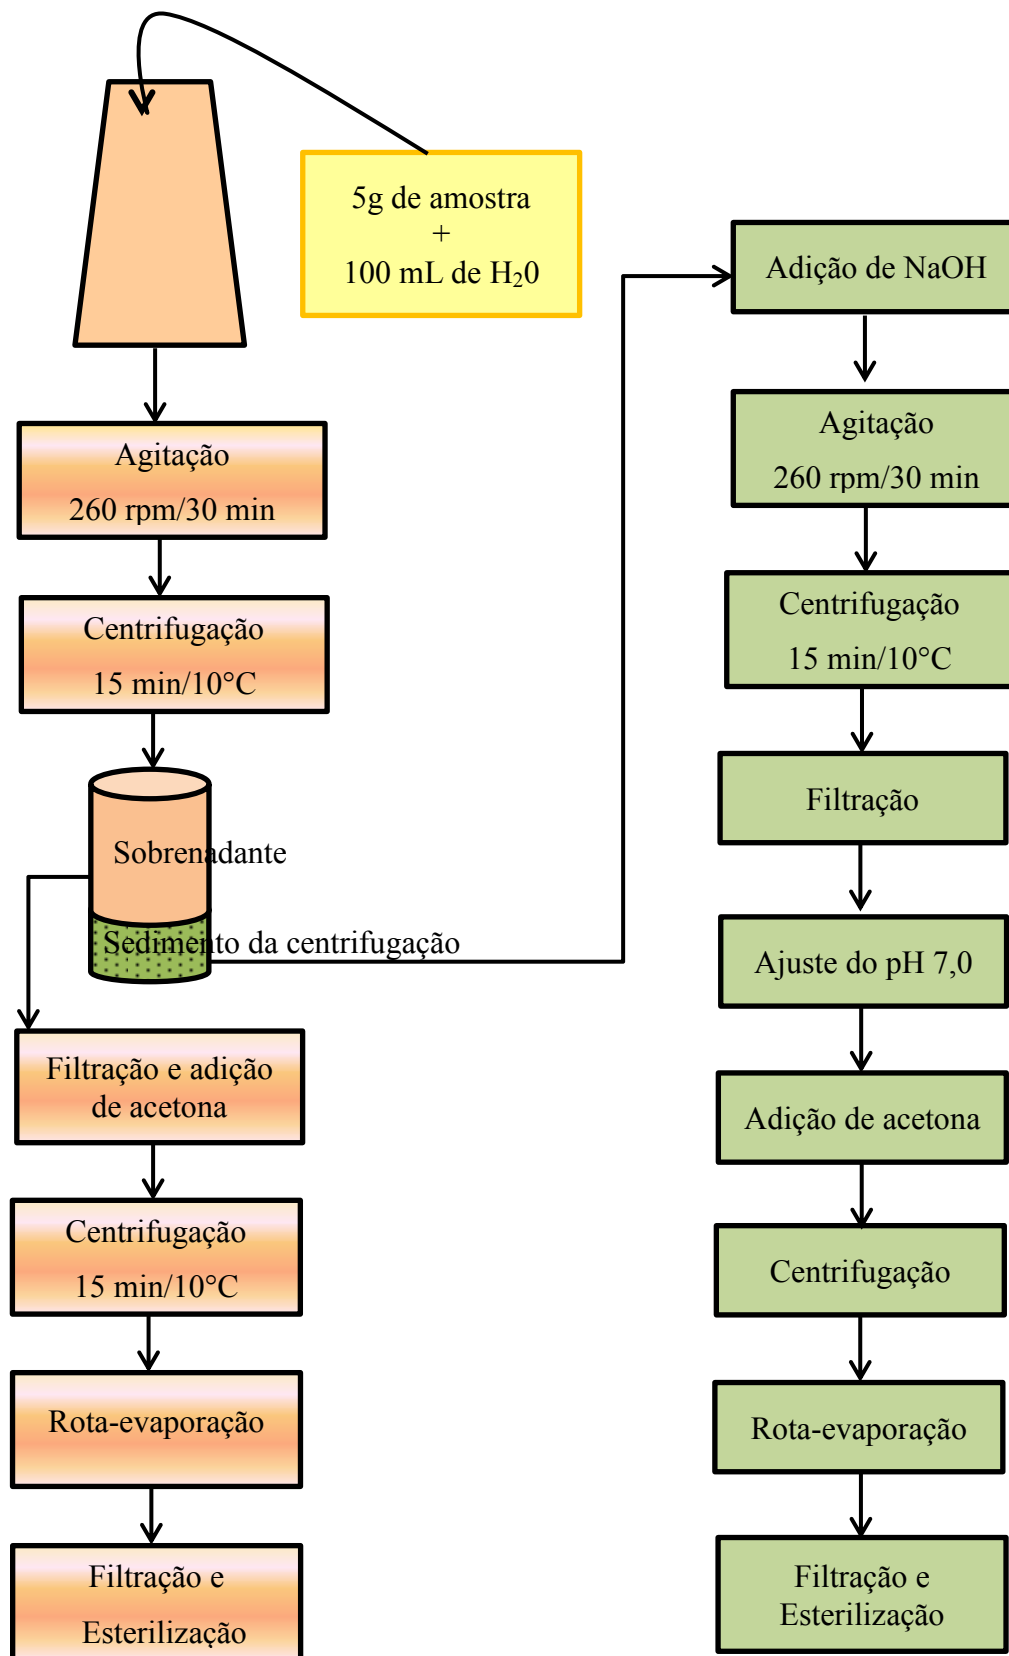 5g de amostra
+
100 mL de H₂0
Agitação
260 rpm/30 min
Centrifugação
15 min/10°C
Sobrenadante
Sedimento da centrifugação
Filtração e adição
de acetona
Centrifugação
15 min/10°C
Rota-evaporação
Filtração e
Esterilização
Adição de NaOH
Agitação
260 rpm/30 min
Centrifugação
15 min/10°C
Filtração
Ajuste do pH 7,0
Adição de acetona
Centrifugação
Rota-evaporação
Filtração e
Esterilização